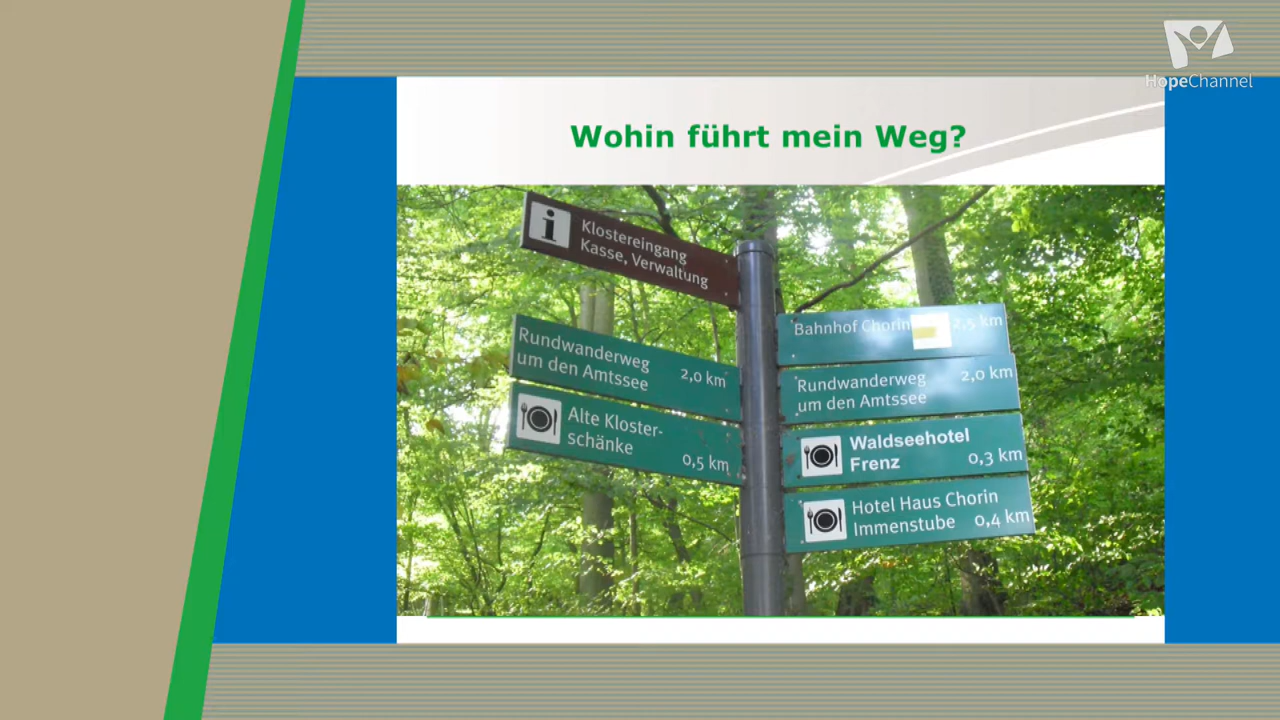 HopeChannel
Wohin führt mein Weg?
Klostereingang
Kasse, Verwaltung
Rundwanderweg
um den Amtssee 2,0 km
Alte Kloster-
schänke 0,5 km
Bahnhof Chorin 2,5 km
Rundwanderweg 2,0 km
um den Amtssee
Waldseehotel
Frenz 0,3 km
Hotel Haus Chorin
Immenstube 0,4 km